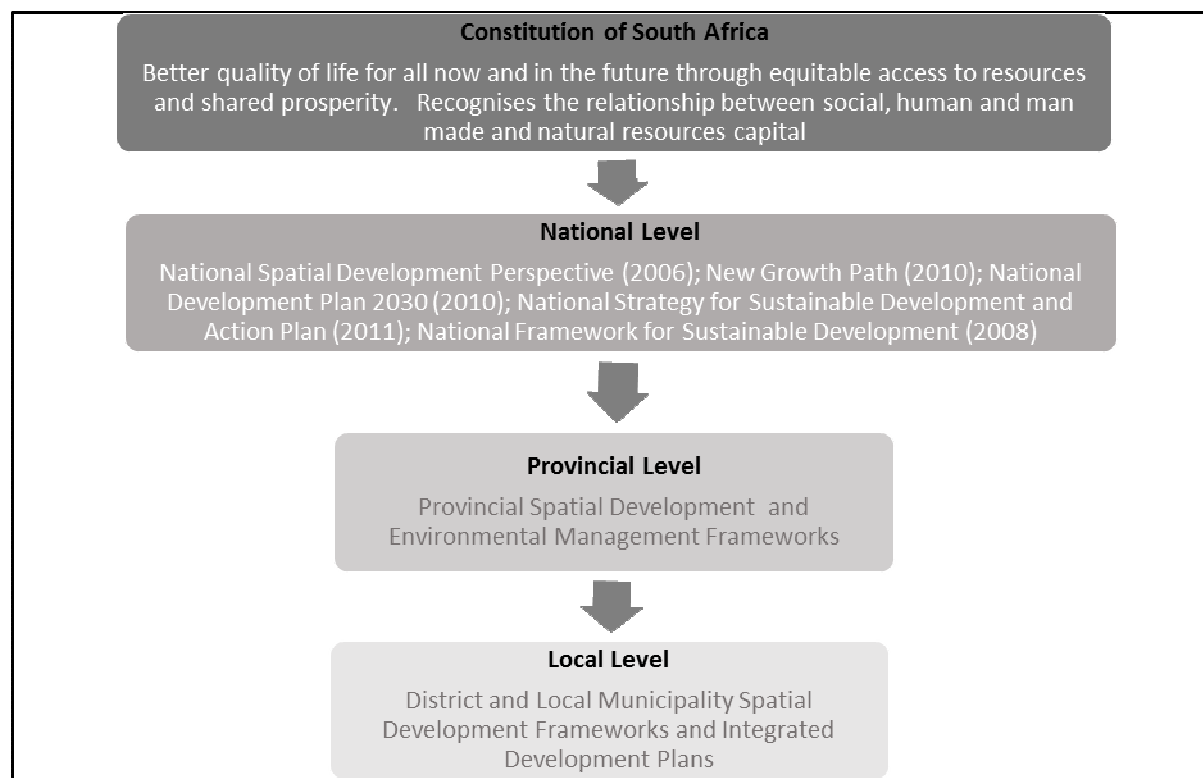 Constitution of South Africa
Better quality of life for all now and in the future through equitable access to resources
and shared prosperity.   Recognises the relationship between social, human and man
made and natural resources capital
National Level
National Spatial Development Perspective (2006); New Growth Path (2010); National
Development Plan 2030 (2010); National Strategy for Sustainable Development and
Action Plan (2011); National Framework for Sustainable Development (2008)
Provincial Level
Provincial Spatial Development  and
Environmental Management Frameworks
Local Level
District and Local Municipality Spatial
Development Frameworks and Integrated
Development Plans